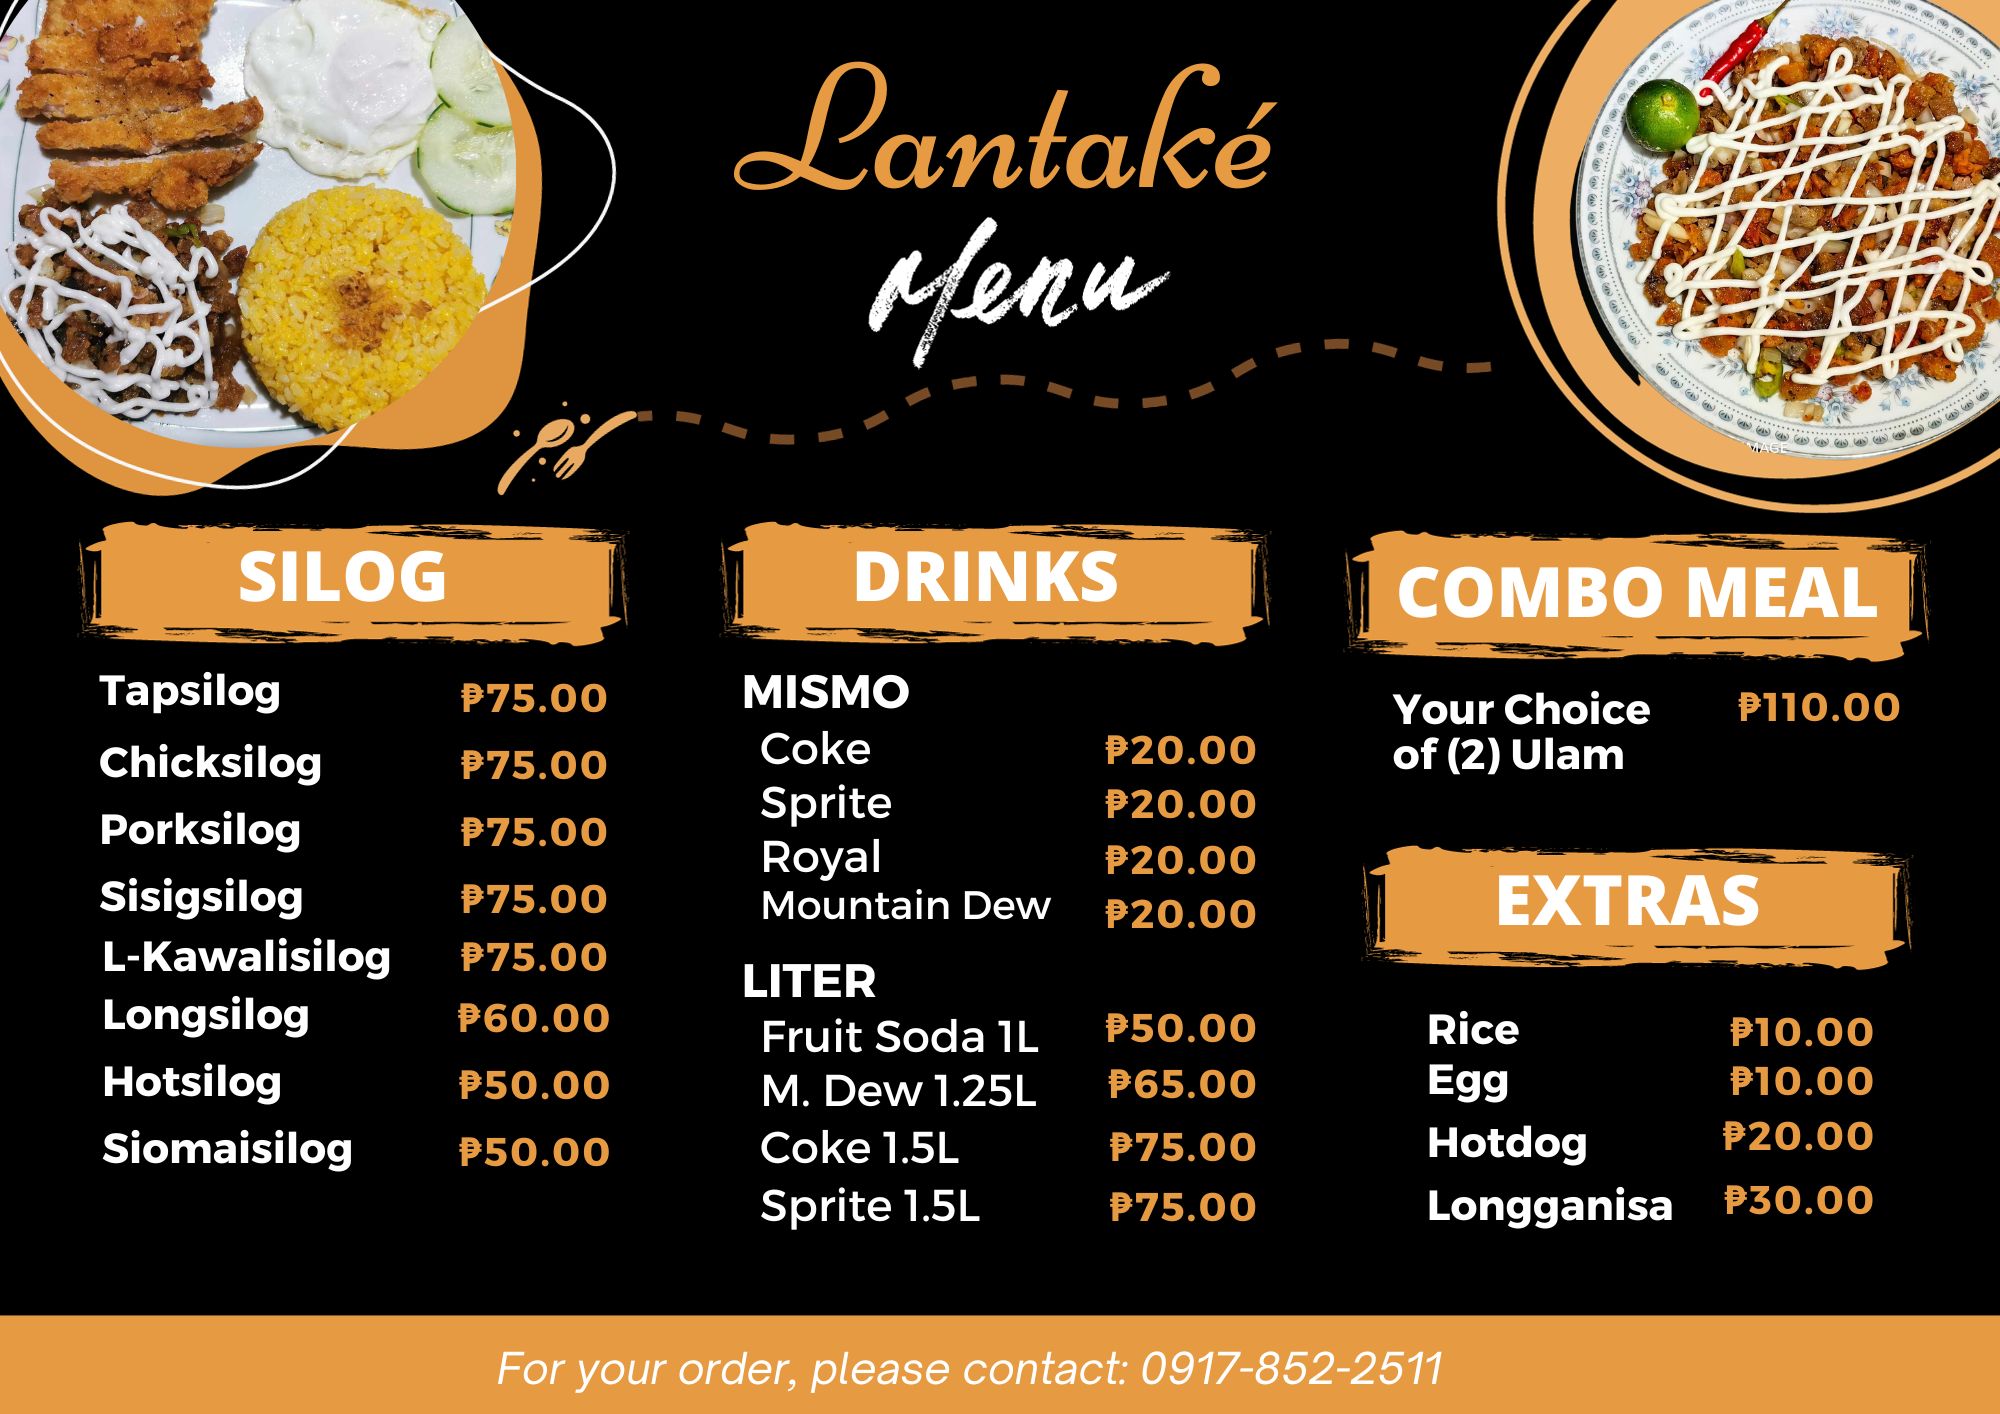 Lantaké
Menu
MAGE
SILOG
Tapsilog ₱75.00
Chicksilog ₱75.00
Porksilog ₱75.00
Sisigsilog ₱75.00
L-Kawalisilog ₱75.00
Longsilog ₱60.00
Hotsilog ₱50.00
Siomaisilog ₱50.00
DRINKS
MISMO
Coke ₱20.00
Sprite ₱20.00
Royal ₱20.00
Mountain Dew ₱20.00
LITER
Fruit Soda 1L ₱50.00
M. Dew 1.25L ₱65.00
Coke 1.5L ₱75.00
Sprite 1.5L ₱75.00
COMBO MEAL
Your Choice ₱110.00
of (2) Ulam
EXTRAS
Rice ₱10.00
Egg ₱10.00
Hotdog ₱20.00
Longganisa ₱30.00
For your order, please contact: 0917-852-2511